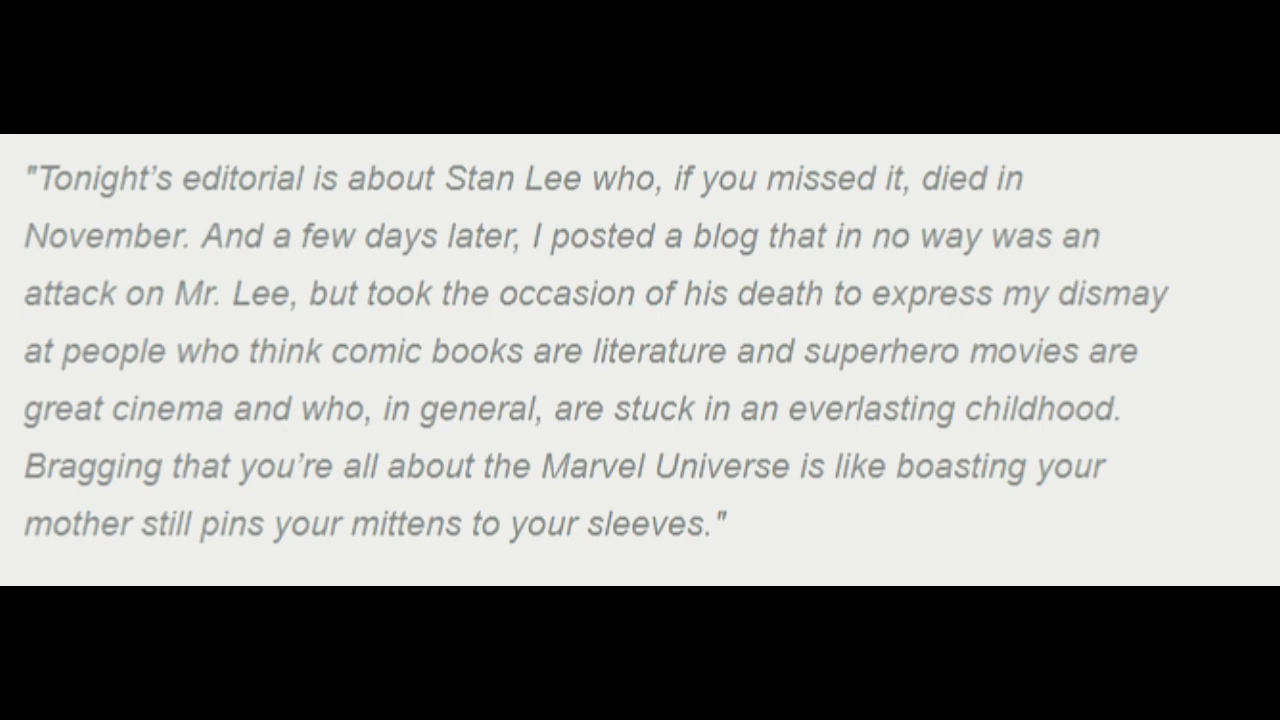 "Tonight’s editorial is about Stan Lee who, if you missed it, died in
November. And a few days later, I posted a blog that in no way was an
attack on Mr. Lee, but took the occasion of his death to express my dismay
at people who think comic books are literature and superhero movies are
great cinema and who, in general, are stuck in an everlasting childhood.
Bragging that you’re all about the Marvel Universe is like boasting your
mother still pins your mittens to your sleeves."